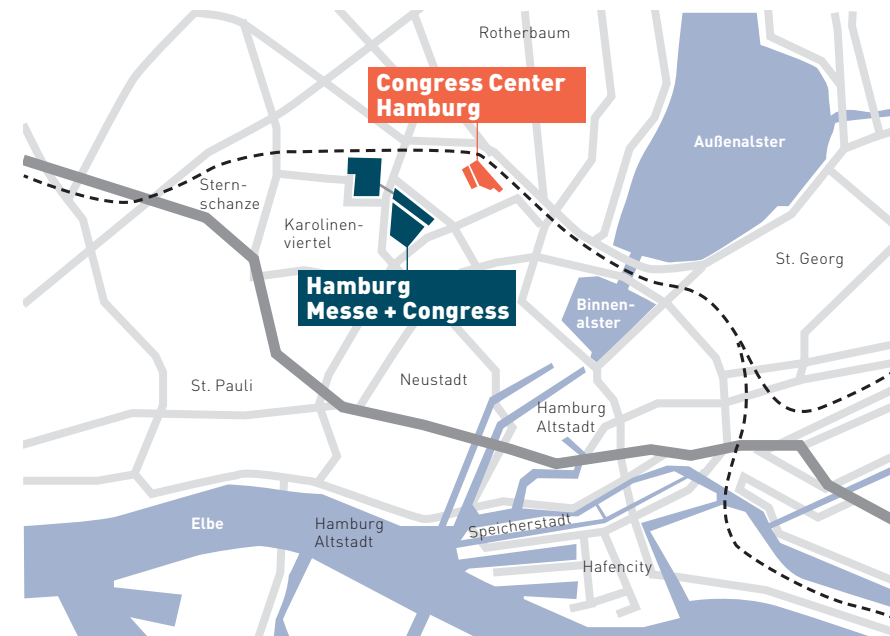 Rotherbaum
Congress Center
Hamburg
Außenalster
Stern-
schanze
Karolinen-
viertel
St. Georg
Hamburg
Messe + Congress
Binnen-
alster
St. Pauli
Neustadt
Hamburg
Altstadt
Elbe
Hamburg
Altstadt
Speicherstadt
Hafencity